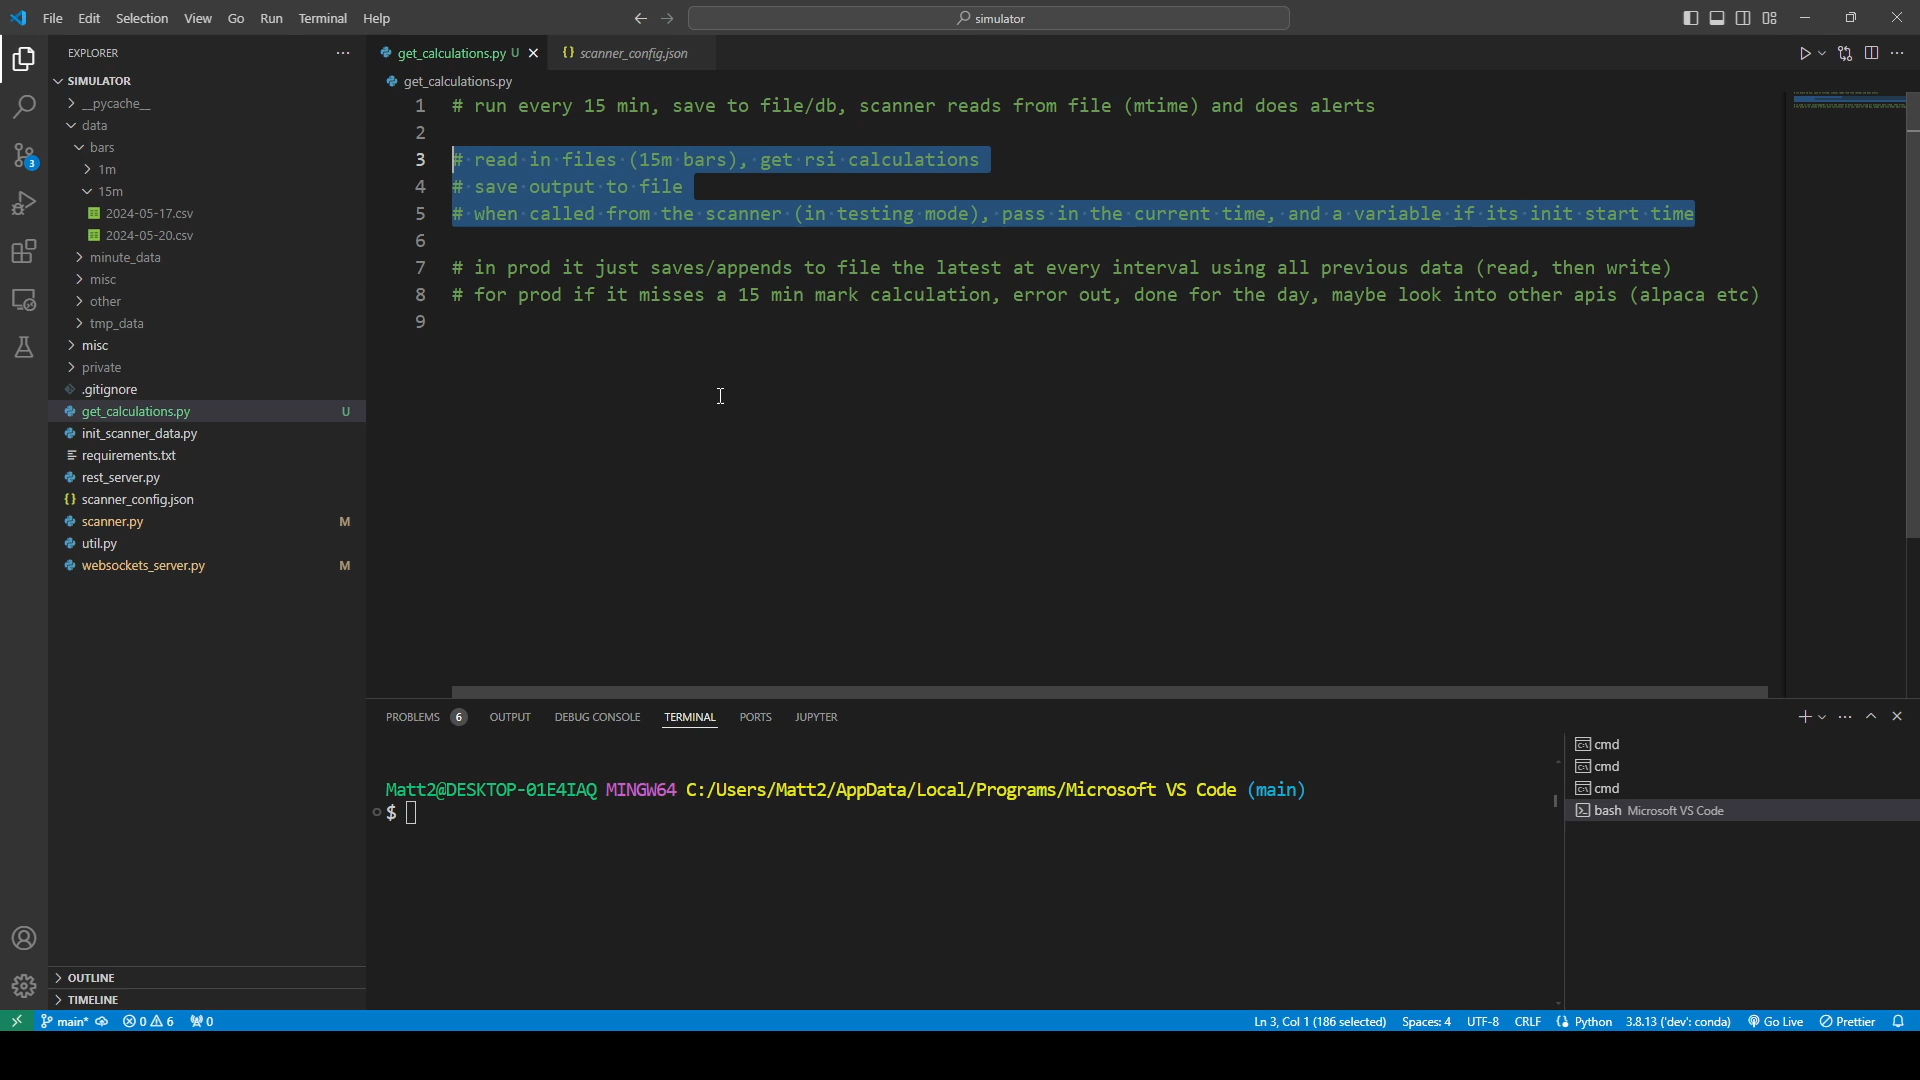 File Edit Selection View Go Run Terminal Help
simulator
EXPLORER
get_calculations.py U
scanner_config.json
SIMULATOR
get_calculations.py
__pycache__
data
bars
1m
15m
2024-05-17.csv
2024-05-20.csv
minute_data
misc
other
tmp_data
misc
private
.gitignore
get_calculations.py U
init_scanner_data.py
requirements.txt
rest_server.py
scanner_config.json
scanner.py M
util.py
websockets_server.py M
OUTLINE
TIMELINE
3
1 # run every 15 min, save to file/db, scanner reads from file (mtime) and does alerts
2
3 # read in files (15m bars), get rsi calculations
4 # save output to file
5 # when called from the scanner (in testing mode), pass in the current time, and a variable if its init start time
6
7 # in prod it just saves/appends to file the latest at every interval using all previous data (read, then write)
8 # for prod if it misses a 15 min mark calculation, error out, done for the day, maybe look into other apis (alpaca etc)
9
PROBLEMS 6 OUTPUT DEBUG CONSOLE TERMINAL PORTS JUPYTER
Matt2@DESKTOP-01E4IAQ MINGW64 C:/Users/Matt2/AppData/Local/Programs/Microsoft VS Code (main)
$
cmd
cmd
cmd
bash Microsoft VS Code
main* 0 6 0
Ln 3, Col 1 (186 selected) Spaces: 4 UTF-8 CRLF Python 3.8.13 ('dev': conda) Go Live Prettier